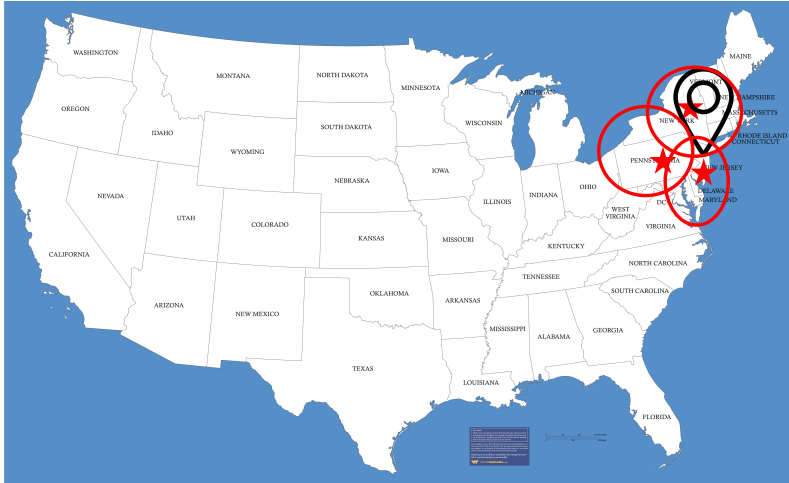 WASHINGTON
MAINE
MONTANA
NORTH DAKOTA
MINNESOTA
VERMONT
MICHIGAN
NEW HAMPSHIRE
OREGON
MASSACHUSETTS
WISCONSIN
NEW YORK
SOUTH DAKOTA
IDAHO
RHODE ISLAND
CONNECTICUT
WYOMING
PENNSYLVANIA
NEW JERSEY
IOWA
NEBRASKA
OHIO
DELAWARE
NEVADA
INDIANA
ILLINOIS
MARYLAND
DC
WEST
VIRGINIA
UTAH
COLORADO
VIRGINIA
KANSAS
MISSOURI
KENTUCKY
CALIFORNIA
NORTH CAROLINA
TENNESSEE
SOUTH CAROLINA
OKLAHOMA
ARKANSAS
ARIZONA
NEW MEXICO
MISSISSIPPI
GEORGIA
ALABAMA
TEXAS
LOUISIANA
FLORIDA